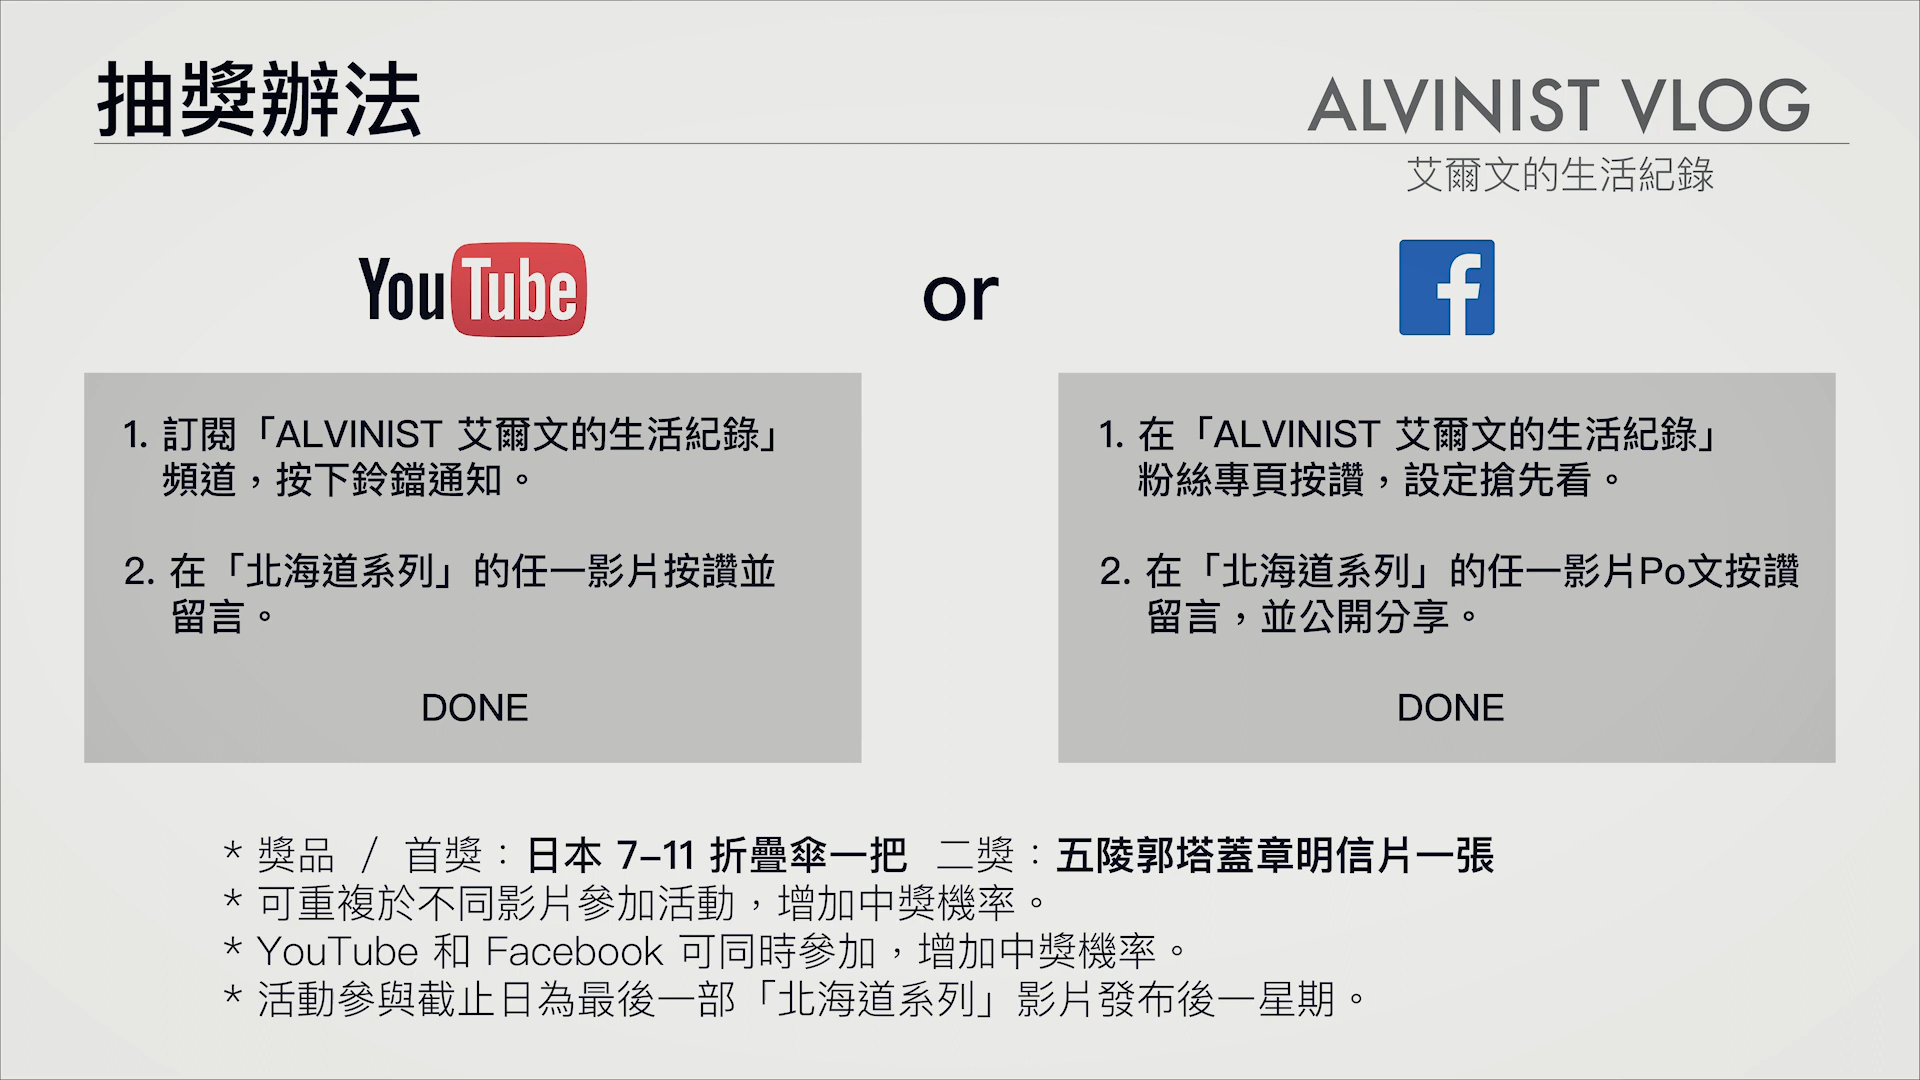 抽獎辦法
ALVINIST VLOG
艾爾文的生活紀錄
YouTube
or
f
1. 訂閱「ALVINIST 艾爾文的生活紀錄」
頻道，按下鈴鐺通知。
2. 在「北海道系列」的任一影片按讚並
留言。
DONE
1. 在「ALVINIST 艾爾文的生活紀錄」
粉絲專頁按讚，設定搶先看。
2. 在「北海道系列」的任一影片Po文按讚
留言，並公開分享。
DONE
* 獎品 / 首獎：日本 7-11 折疊傘一把 二獎：五陵郭塔蓋章明信片一張
* 可重複於不同影片參加活動，增加中獎機率。
* YouTube 和 Facebook 可同時參加，增加中獎機率。
* 活動參與截止日為最後一部「北海道系列」影片發布後一星期。